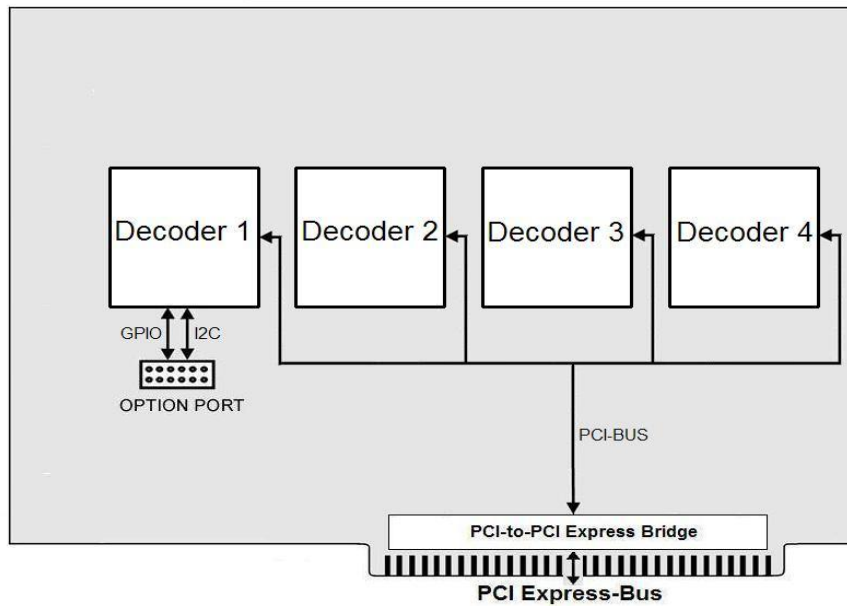 Decoder 1
Decoder 2
Decoder 3
Decoder 4
GPIO
I2C
OPTION PORT
PCI-BUS
PCI-to-PCI Express Bridge
PCI Express-Bus